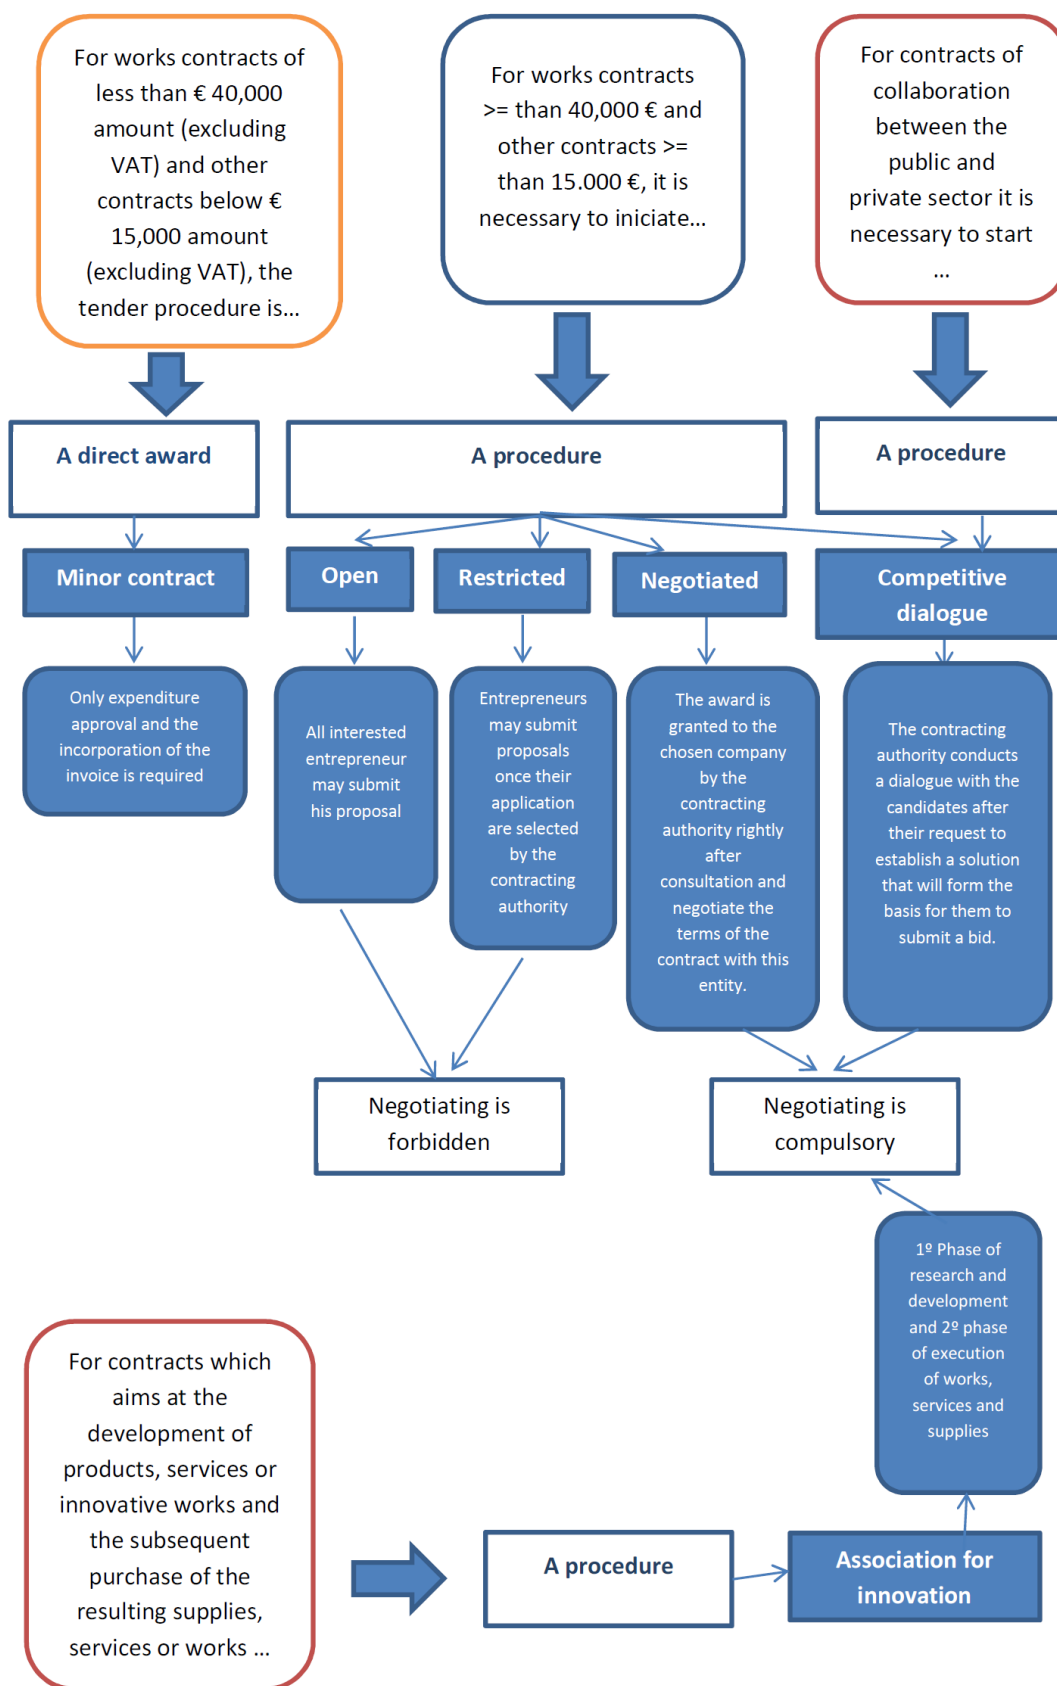 For works contracts of
less than € 40,000
amount (excluding
VAT) and other
contracts below €
15,000 amount
(excluding VAT), the
tender procedure is…
For works contracts
>= than 40,000 € and
other contracts >=
than 15.000 €, it is
necessary to iniciate…
For contracts of
collaboration
between the
public and
private sector it is
necessary to start
…
A direct award
A procedure
A procedure
Minor contract
Open
Restricted
Negotiated
Competitive
dialogue
Only expenditure
approval and the
incorporation of the
invoice is required
All interested
entrepreneur
may submit
his proposal
Entrepreneurs
may submit
proposals
once their
application
are selected
by the
contracting
authority
The award is
granted to the
chosen company
by the
contracting
authority rightly
after
consultation and
negotiate the
terms of the
contract with this
entity.
The contracting
authority conducts
a dialogue with the
candidates after
their request to
establish a solution
that will form the
basis for them to
submit a bid.
Negotiating is
forbidden
Negotiating is
compulsory
1º Phase of
research and
development
and 2º phase
of execution
of works,
services and
supplies
For contracts which
aims at the
development of
products, services or
innovative works and
the subsequent
purchase of the
resulting supplies,
services or works …
A procedure
Association for
innovation